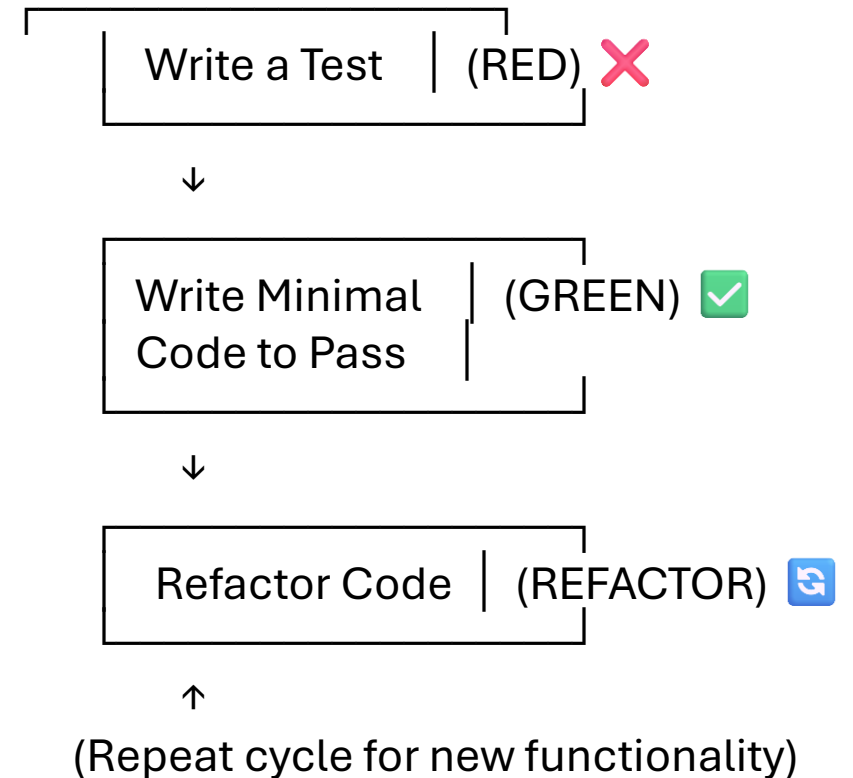 Write a Test │ (RED) ❌
↓
Write Minimal │ (GREEN) ✅
Code to Pass │
↓
Refactor Code │ (REFACTOR) 🔄
↑
(Repeat cycle for new functionality)